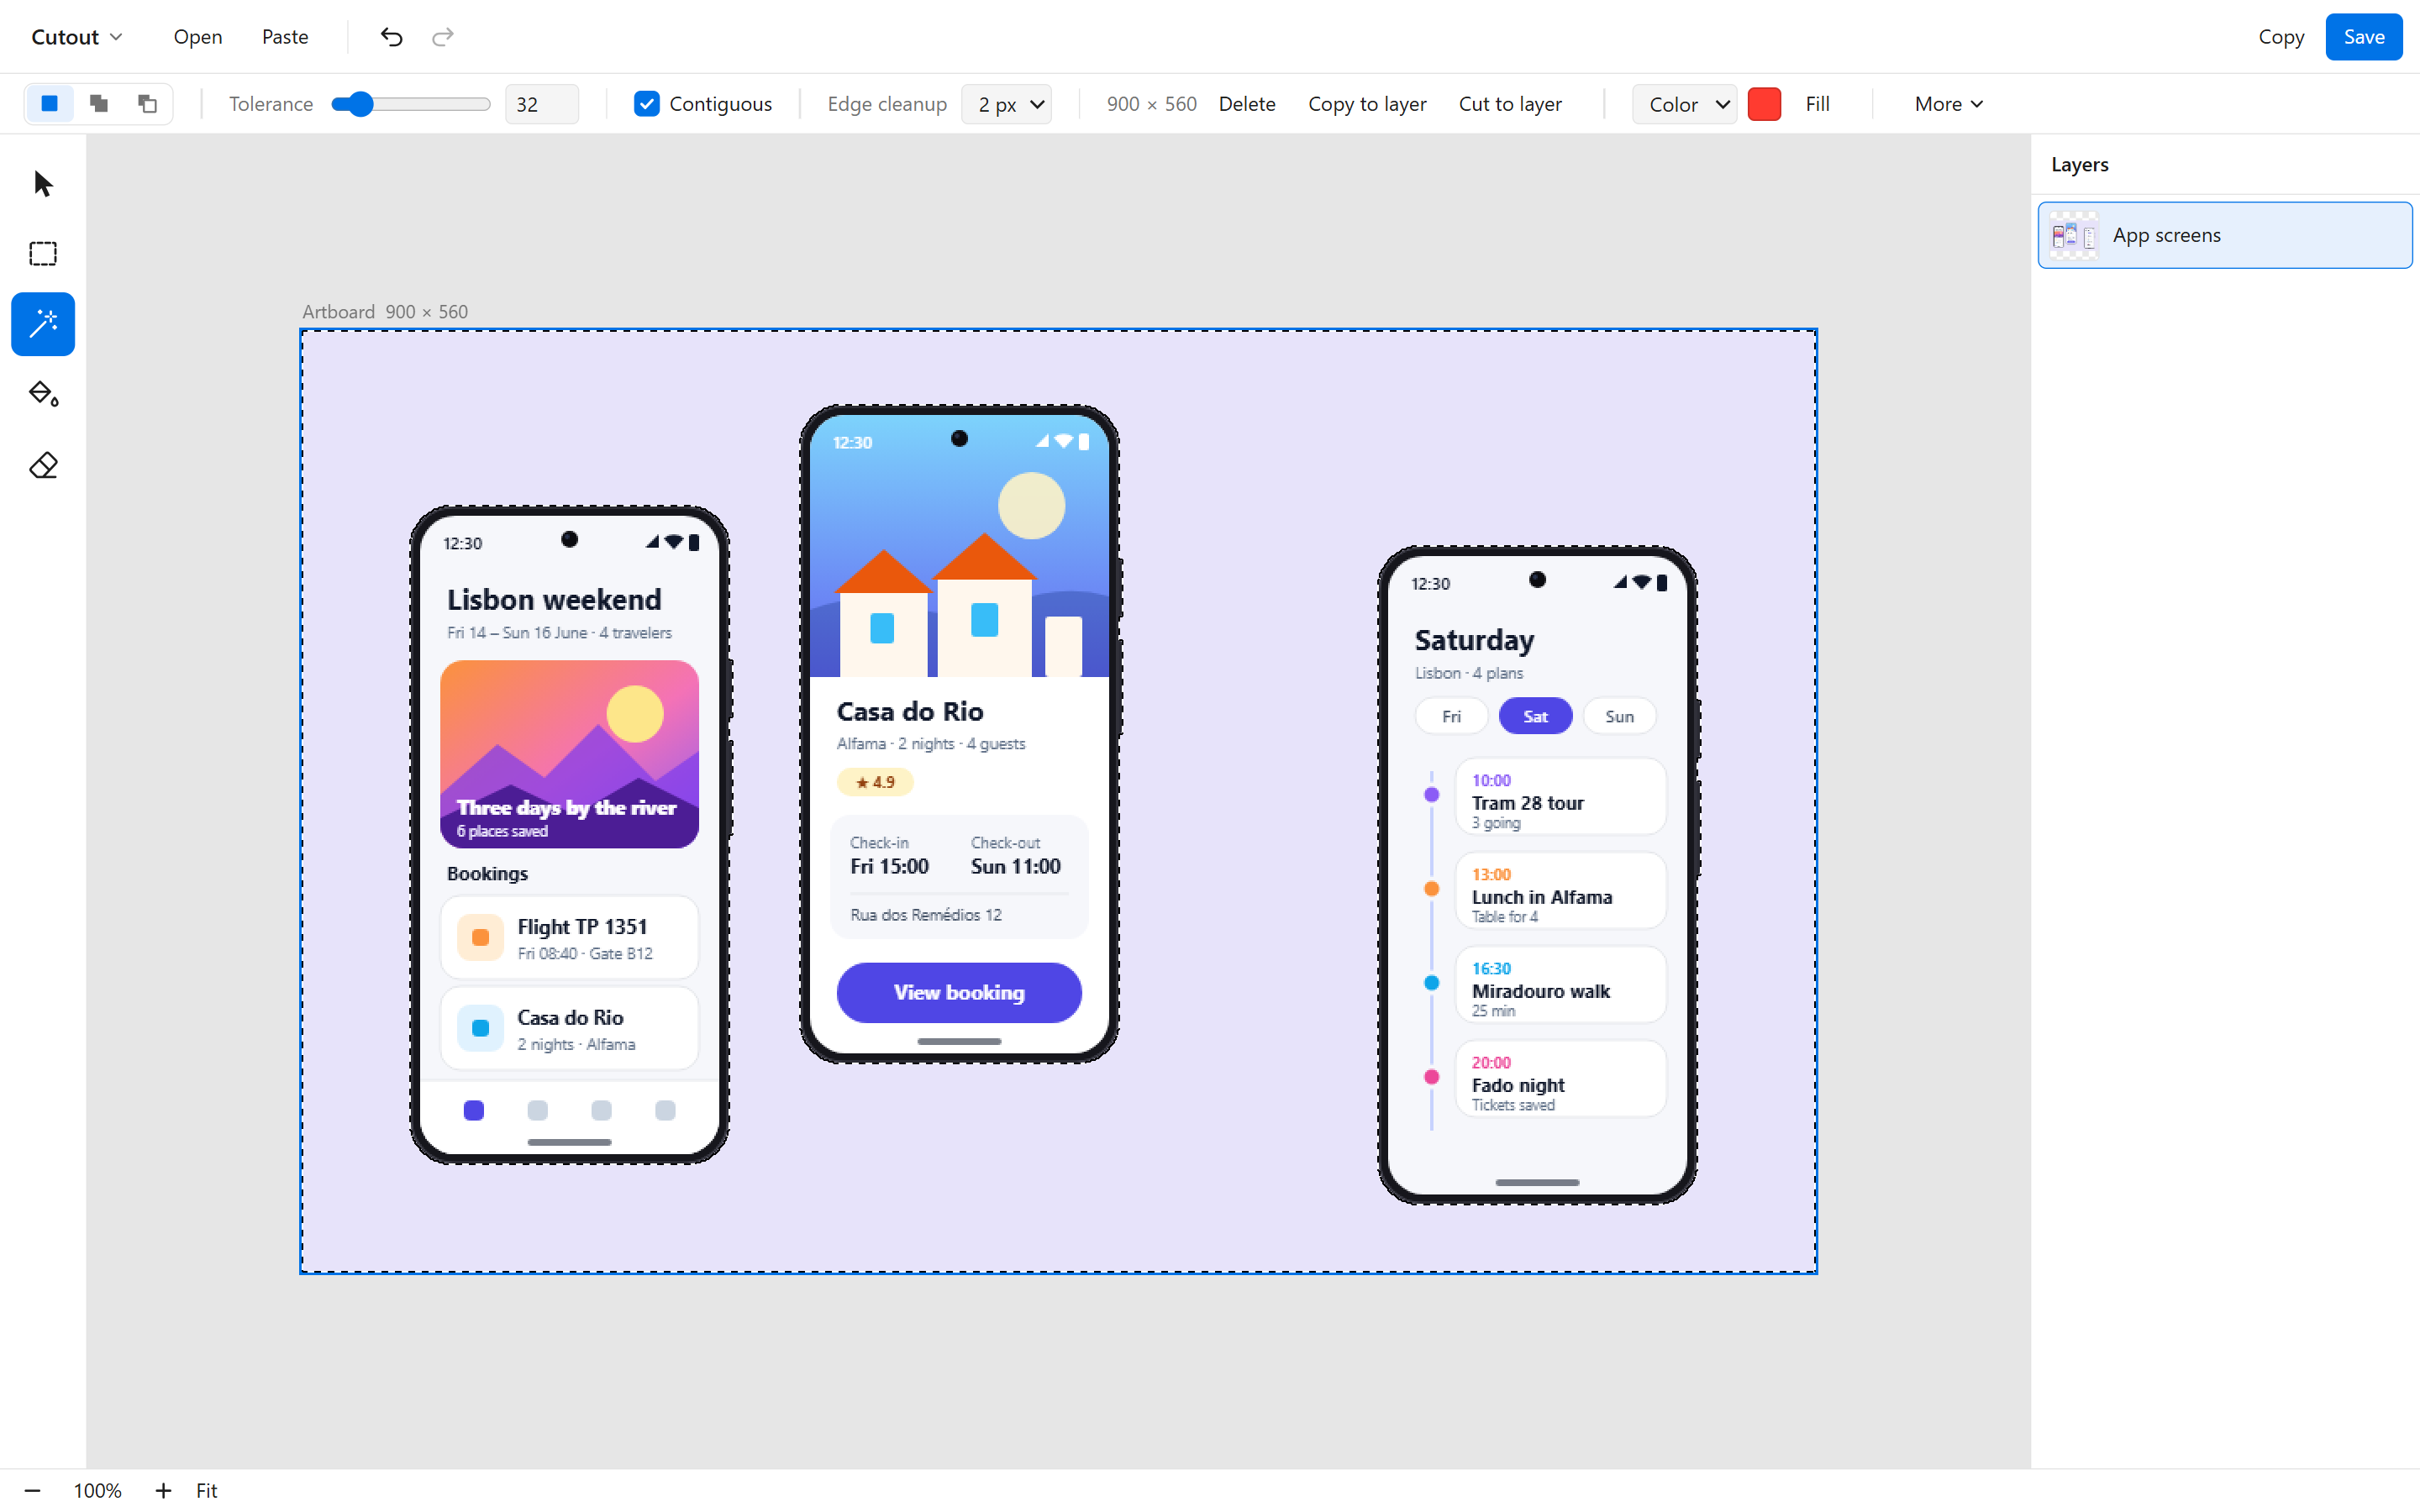 Cutout Open Paste Copy Save
Tolerance 32 Contiguous Edge cleanup 2 px 900 × 560 Delete Copy to layer Cut to layer Color Fill More
Layers
App screens
Artboard 900 × 560
12:30
Lisbon weekend
Fri 14 – Sun 16 June · 4 travelers
Three days by the river
6 places saved
Bookings
Flight TP 1351
Fri 08:40 · Gate B12
Casa do Rio
2 nights · Alfama
12:30
Casa do Rio
Alfama · 2 nights · 4 guests
★ 4.9
Check-in Check-out
Fri 15:00 Sun 11:00
Rua dos Remédios 12
View booking
12:30
Saturday
Lisbon · 4 plans
Fri Sat Sun
10:00
Tram 28 tour
3 going
13:00
Lunch in Alfama
Table for 4
16:30
Miradouro walk
25 min
20:00
Fado night
Tickets saved
100% Fit